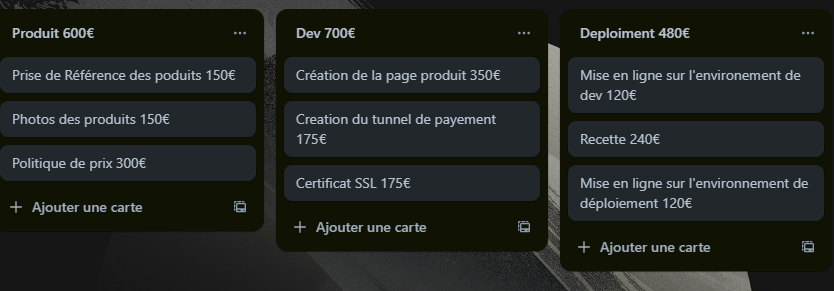 Produit 600€
Prise de Référence des poduits 150€
Photos des produits 150€
Politique de prix 300€
Ajouter une carte
Dev 700€
Création de la page produit 350€
Creation du tunnel de payement
175€
Certificat SSL 175€
Ajouter une carte
Deploiment 480€
Mise en ligne sur l'environement de
dev 120€
Recette 240€
Mise en ligne sur l'environnement de
déploiement 120€
Ajouter une carte